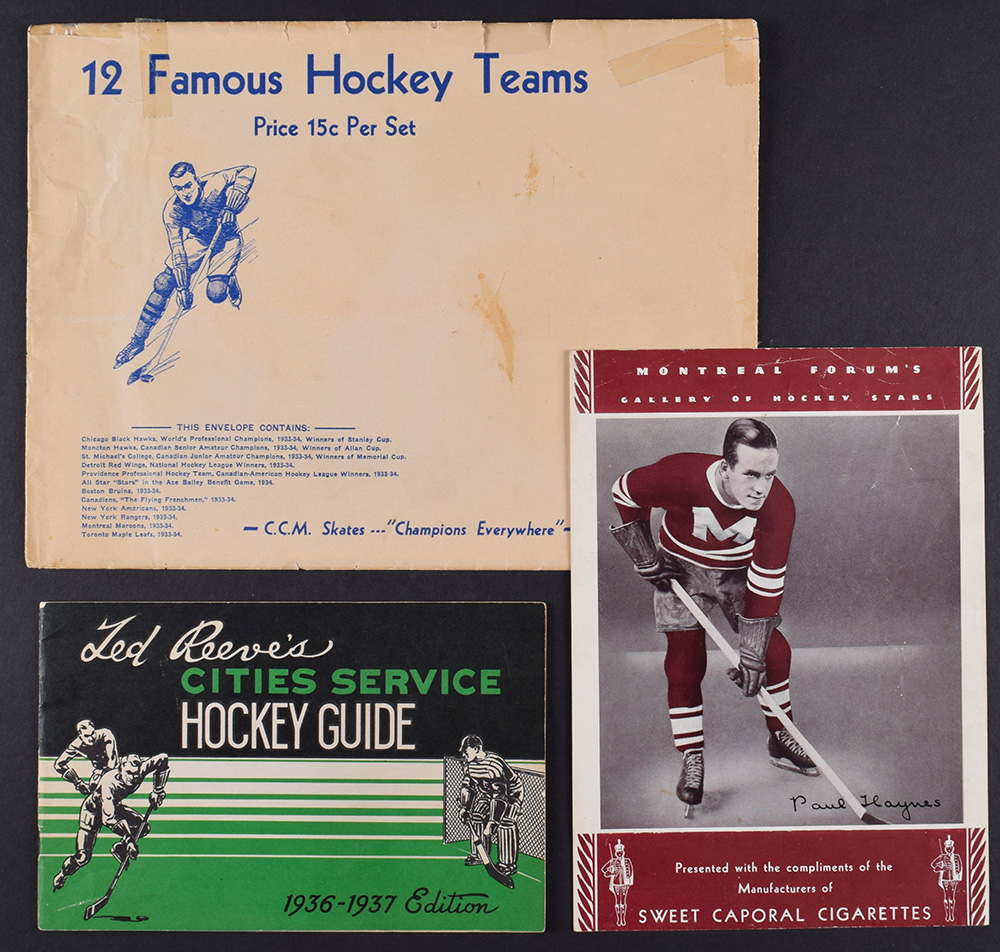 12 Famous Hockey Teams
Price 15c Per Set
THIS ENVELOPE CONTAINS:
Chicago Black Hawks, World's Professional Champions, 1933-34, Winners of Stanley Cup.
Moncton Hawks, Canadian Senior Amateur Champions, 1933-34, Winners of Allan Cup.
St. Michael's College, Canadian Junior Amateur Champions, 1933-34, Winners of Memorial Cup.
Detroit Red Wings, National Hockey League Winners, 1933-34.
Providence Professional Hockey Team, Canadian-American Hockey League Winners, 1933-34.
All Star "Stars" in the Ace Bailey Benefit Game, 1934.
Boston Bruins, 1933-34.
Canadiens, "The Flying Frenchmen," 1933-34.
New York Americans, 1933-34.
New York Rangers, 1933-34.
Montreal Maroons, 1933-34.
Toronto Maple Leafs, 1933-34.
— C.C.M. Skates ---"Champions Everywhere"—
MONTREAL FORUM'S
GALLERY OF HOCKEY STARS
M
Paul Haynes
Presented with the compliments of the
Manufacturers of
SWEET CAPORAL CIGARETTES
Ted Reeve's
CITIES SERVICE
HOCKEY GUIDE
1936-1937 Edition